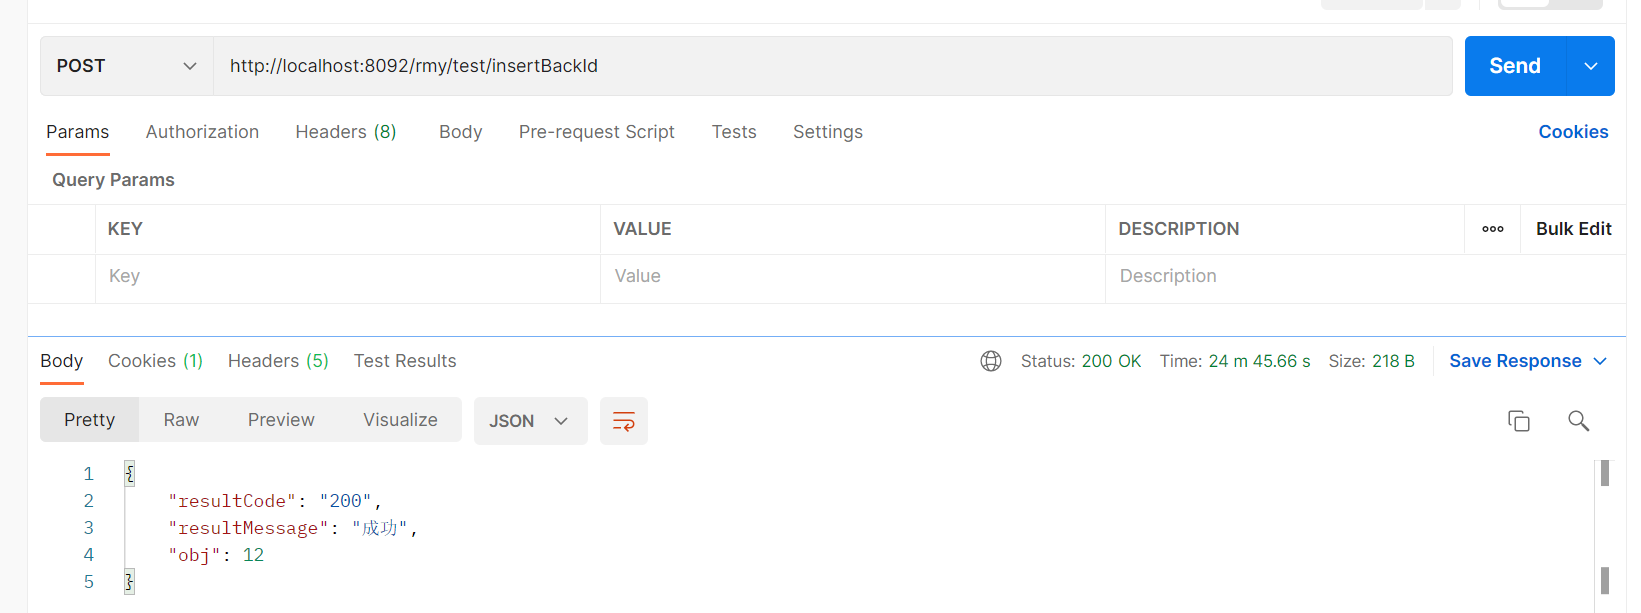 POST http://localhost:8092/rmy/test/insertBackId Send
Params Authorization Headers (8) Body Pre-request Script Tests Settings Cookies
Query Params
KEY VALUE DESCRIPTION ooo Bulk Edit
Key Value Description
Body Cookies (1) Headers (5) Test Results Status: 200 OK Time: 24 m 45.66 s Size: 218 B Save Response
Pretty Raw Preview Visualize JSON
1 {
2 "resultCode": "200",
3 "resultMessage": "成功",
4 "obj": 12
5 }